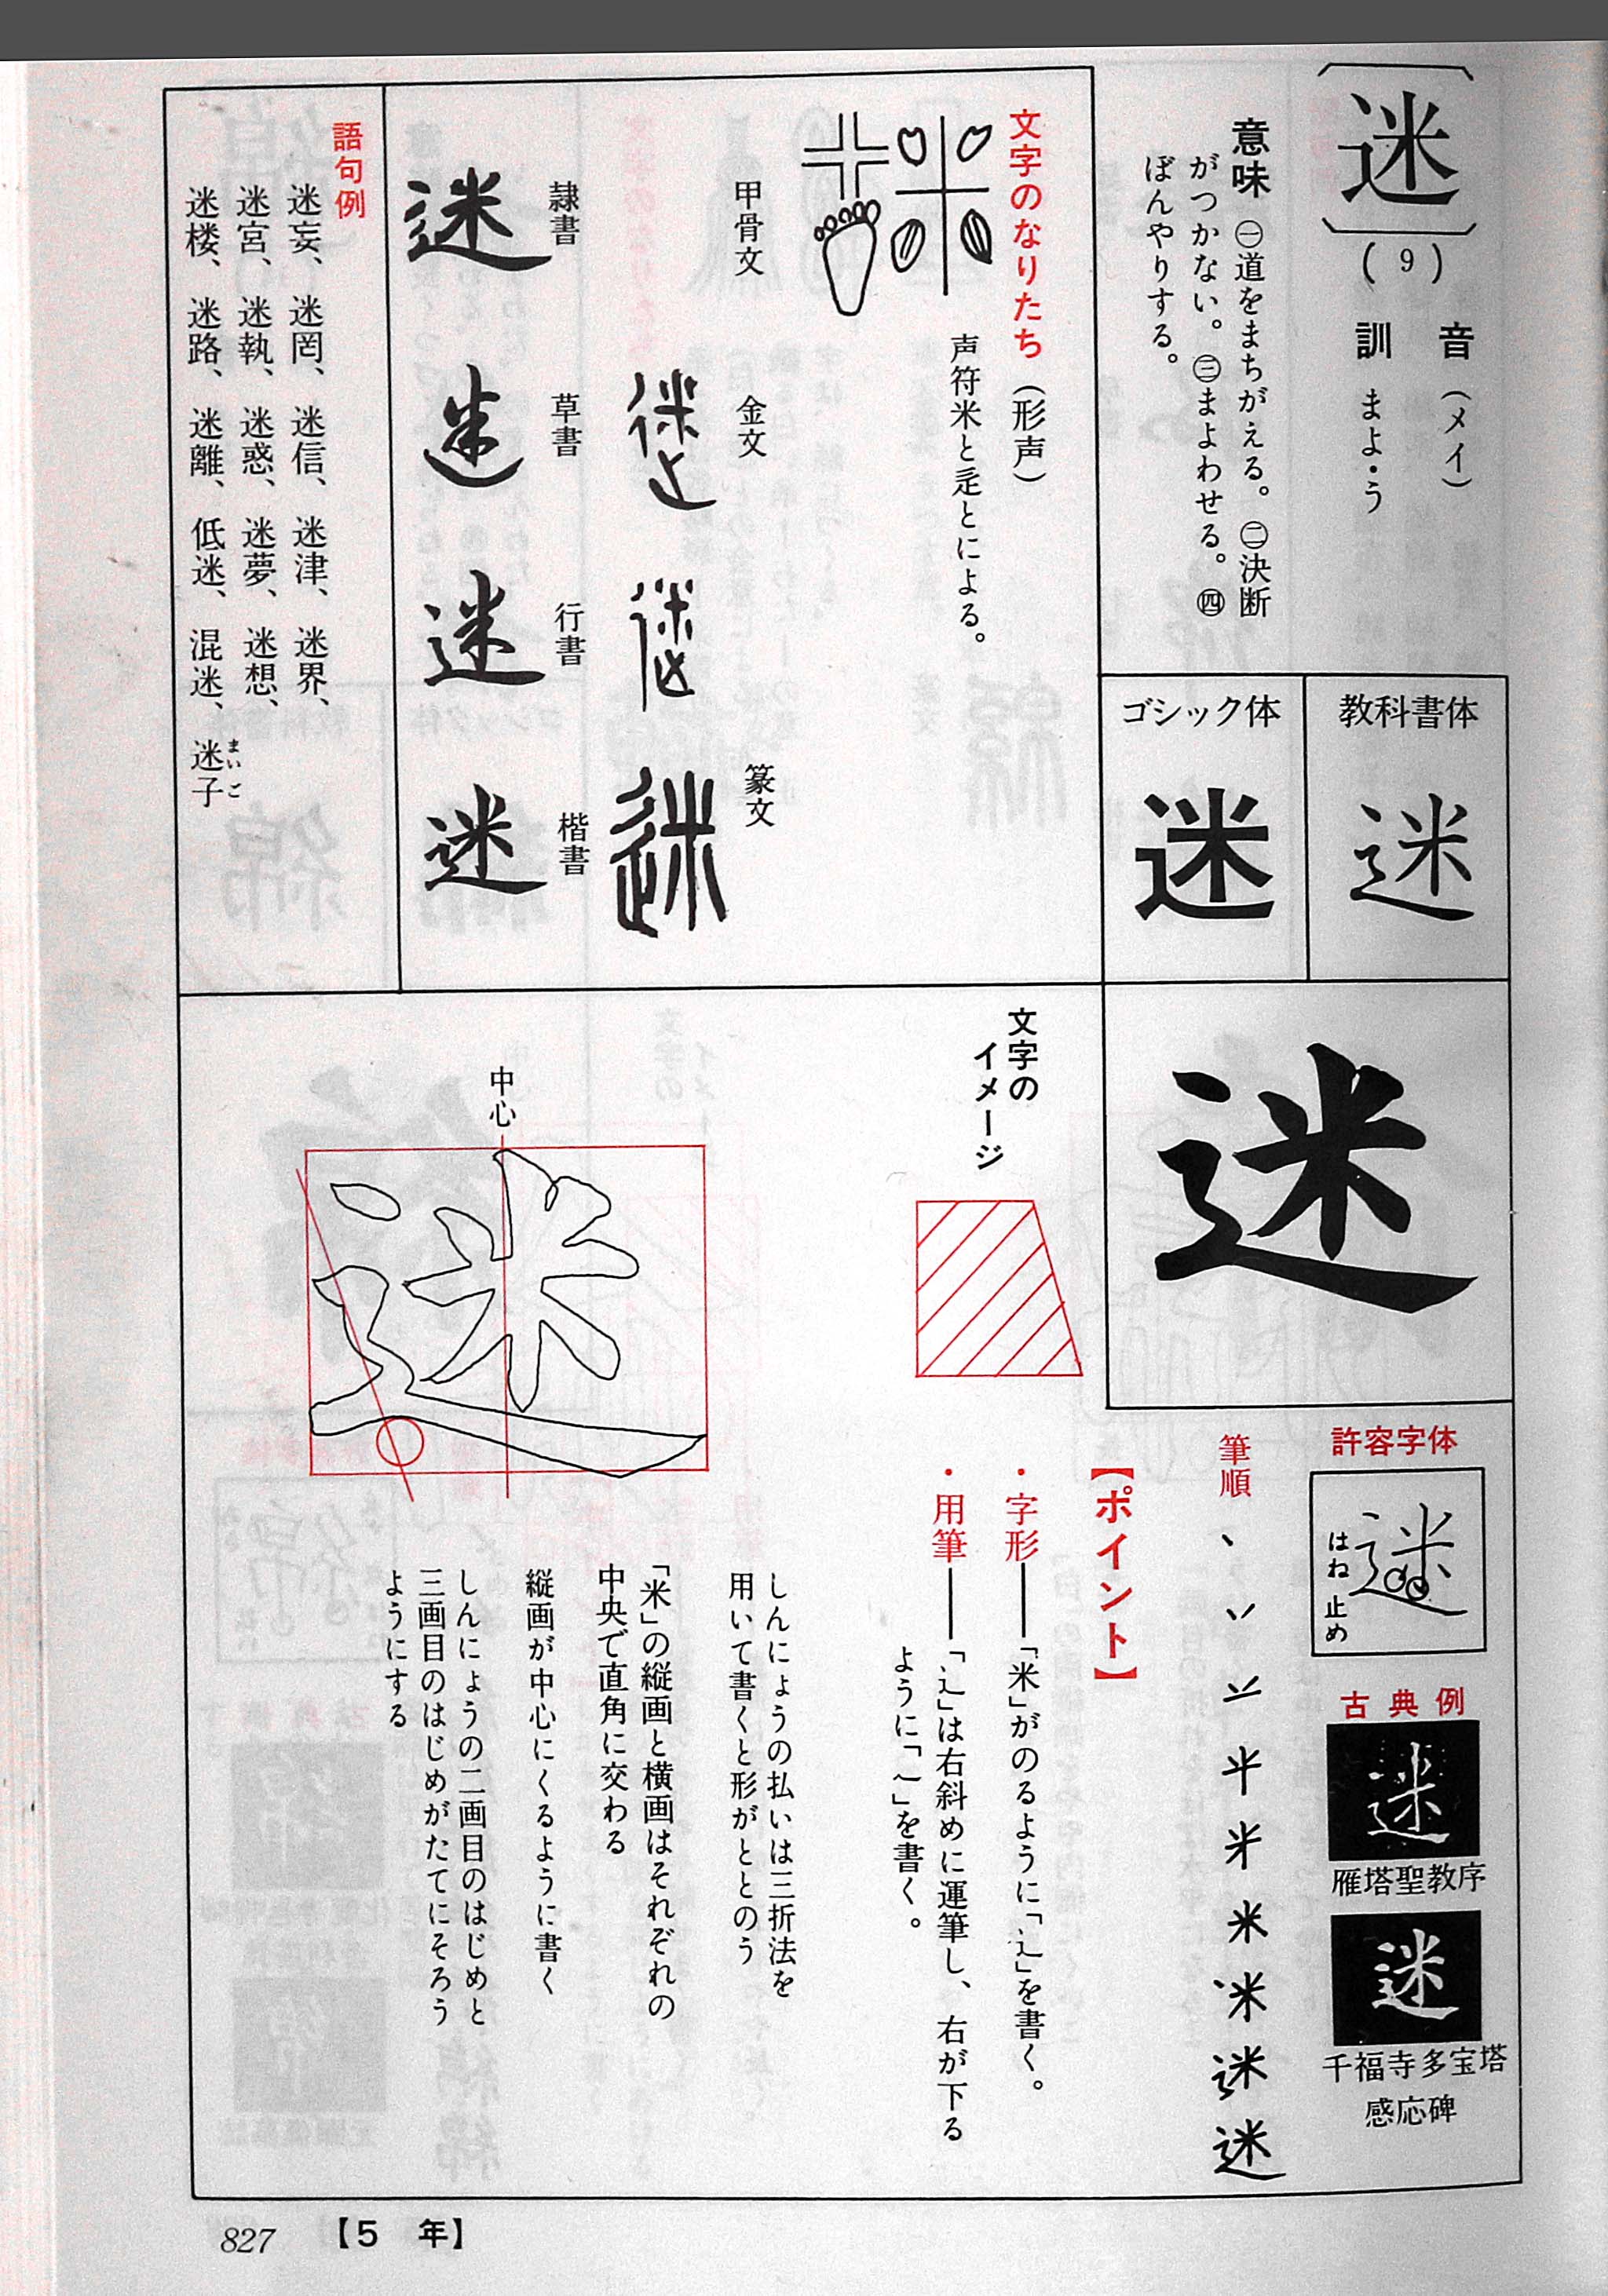 迷
(9)
音（メイ）
訓　まよ・う
意味　㊀道をまちがえる。㊁決断
がつかない。㊂まよわせる。㊃
ぼんやりする。
教科書体
迷
ゴシック体
迷
文字のなりたち（形声）
声符米と辵とによる。
甲骨文
金文
篆文
隷書
迷
草書
迷
行書
迷
楷書
迷
語句例
迷妄、迷罔、迷信、迷津、迷界、
迷宮、迷執、迷惑、迷夢、迷想、
迷楼、迷路、迷離、低迷、混迷、迷子
まいご
迷
許容字体
迷
はね
止め
古典例
迷
雁塔聖教序
迷
千福寺多宝塔
感応碑
筆順
【ポイント】
・字形──「米」がのるように「⻌」を書く。
・用筆──「⻌」は右斜めに運筆し、右が下る
ように「㇏」を書く。
文字の
イメージ
中心
しんにょうの払いは三折法を
用いて書くと形がととのう
「米」の縦画と横画はそれぞれの
中央で直角に交わる
縦画が中心にくるように書く
しんにょうの二画目のはじめと
三画目のはじめがたてにそろう
ようにする
827
【5　年】